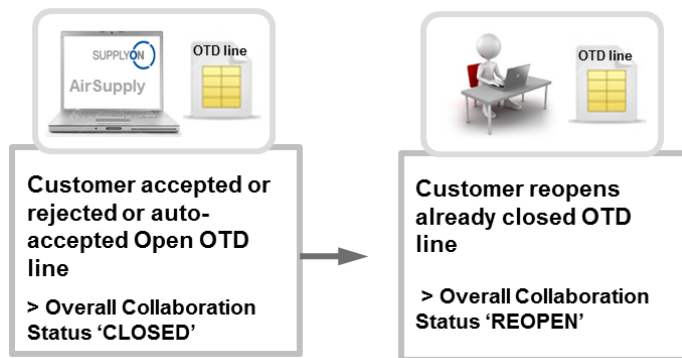 SUPPLYON
AirSupply
OTD line
Customer accepted or
rejected or auto-
accepted Open OTD
line
> Overall Collaboration
Status ‘CLOSED’
OTD line
Customer reopens
already closed OTD
line
> Overall Collaboration
Status ‘REOPEN’